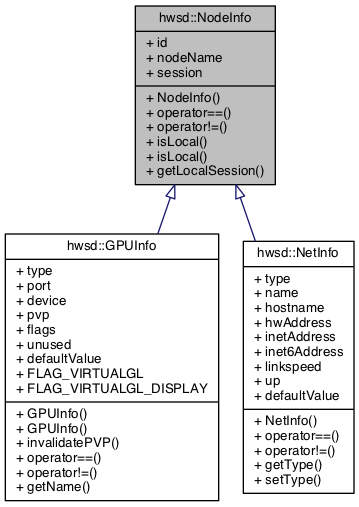 hwsd::NodeInfo
+ id
+ nodeName
+ session
+ NodeInfo()
+ operator==()
+ operator!=()
+ isLocal()
+ isLocal()
+ getLocalSession()
hwsd::GPUInfo
+ type
+ port
+ device
+ pvp
+ flags
+ unused
+ defaultValue
+ FLAG_VIRTUALGL
+ FLAG_VIRTUALGL_DISPLAY
+ GPUInfo()
+ GPUInfo()
+ invalidatePVP()
+ operator==()
+ operator!=()
+ getName()
hwsd::NetInfo
+ type
+ name
+ hostname
+ hwAddress
+ inetAddress
+ inet6Address
+ linkspeed
+ up
+ defaultValue
+ NetInfo()
+ operator==()
+ operator!=()
+ getType()
+ setType()